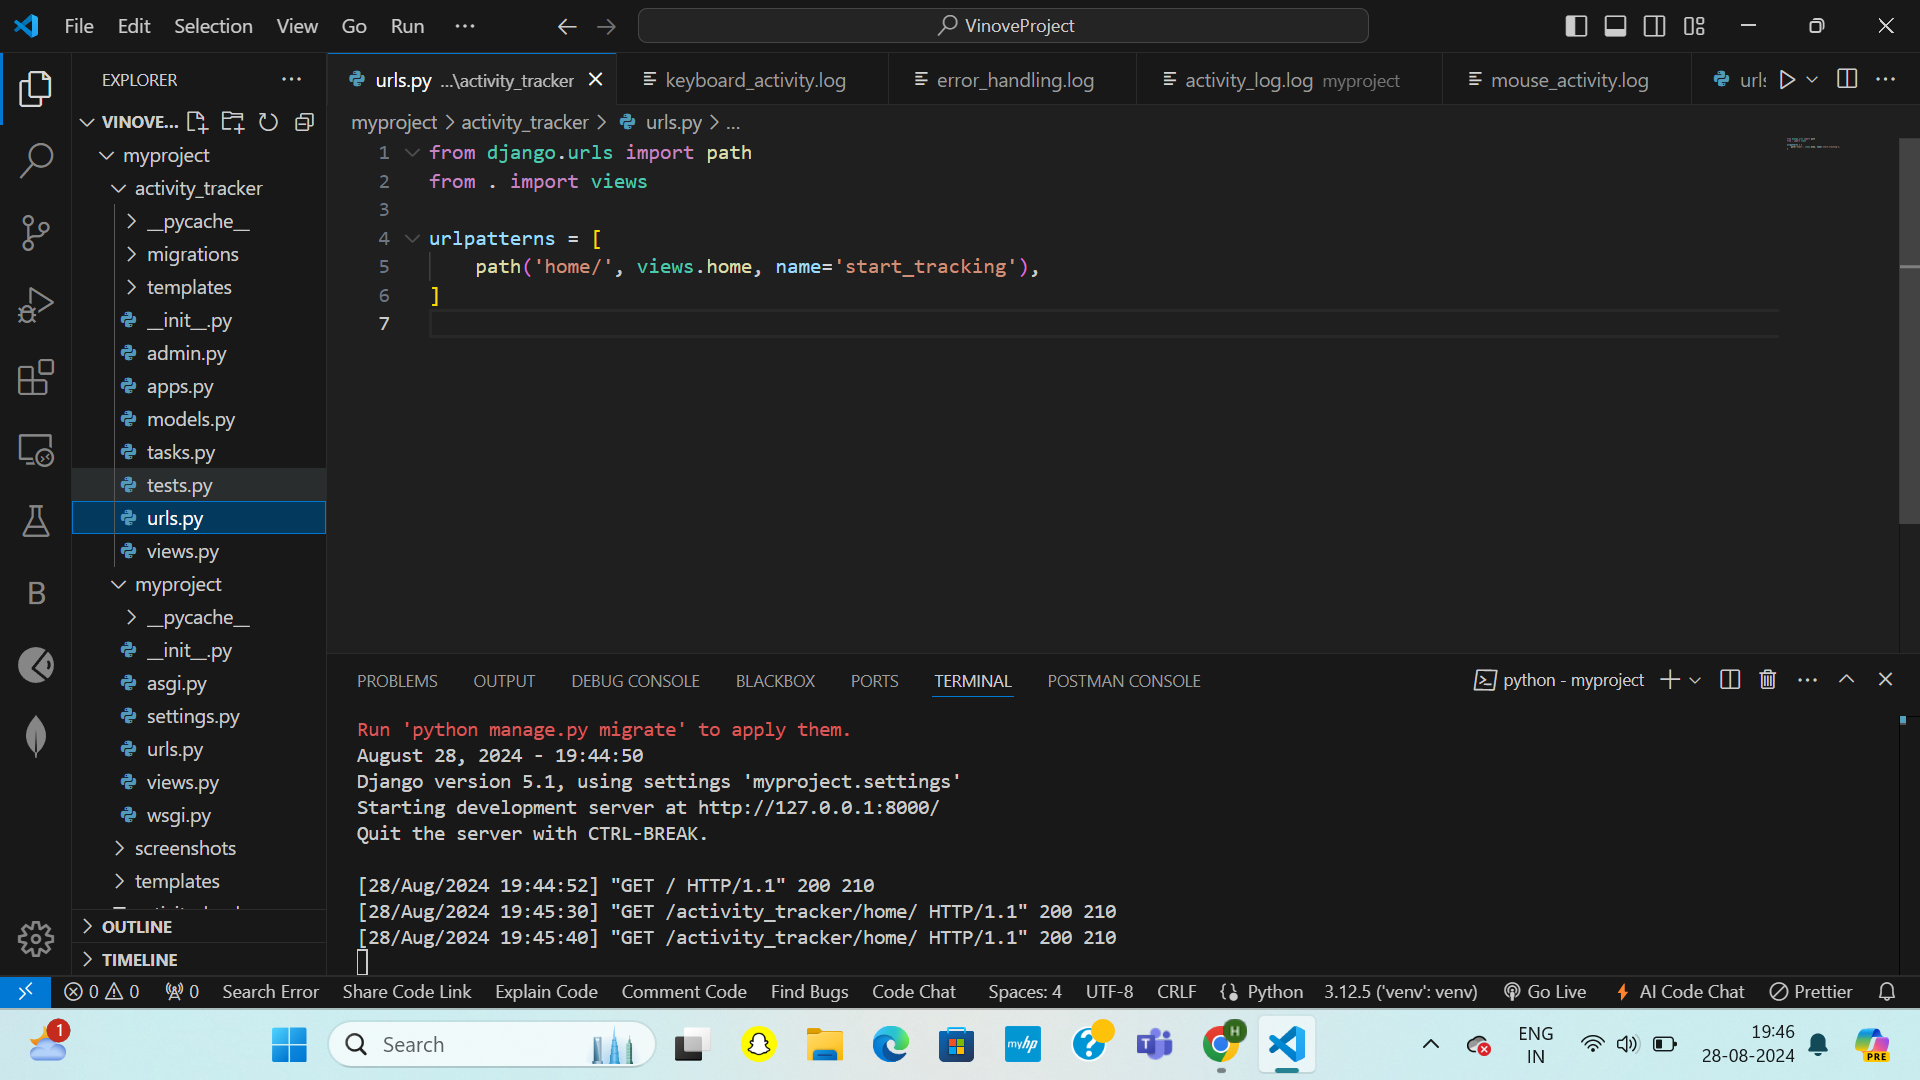 File Edit Selection View Go Run ···
VinoveProject
EXPLORER
urls.py ...\activity_tracker
keyboard_activity.log
error_handling.log
activity_log.log myproject
mouse_activity.log
VINOVE...
myproject > activity_tracker > urls.py > ...
myproject
activity_tracker
__pycache__
migrations
templates
__init__.py
admin.py
apps.py
models.py
tasks.py
tests.py
urls.py
views.py
myproject
__pycache__
__init__.py
asgi.py
settings.py
urls.py
views.py
wsgi.py
screenshots
templates
OUTLINE
TIMELINE
1 from django.urls import path
2 from . import views
3
4 urlpatterns = [
5 path('home/', views.home, name='start_tracking'),
6 ]
7
PROBLEMS OUTPUT DEBUG CONSOLE BLACKBOX PORTS TERMINAL POSTMAN CONSOLE
python - myproject
Run 'python manage.py migrate' to apply them.
August 28, 2024 - 19:44:50
Django version 5.1, using settings 'myproject.settings'
Starting development server at http://127.0.0.1:8000/
Quit the server with CTRL-BREAK.
[28/Aug/2024 19:44:52] "GET / HTTP/1.1" 200 210
[28/Aug/2024 19:45:30] "GET /activity_tracker/home/ HTTP/1.1" 200 210
[28/Aug/2024 19:45:40] "GET /activity_tracker/home/ HTTP/1.1" 200 210
0 0 0 Search Error Share Code Link Explain Code Comment Code Find Bugs Code Chat Spaces: 4 UTF-8 CRLF Python 3.12.5 ('venv': venv) Go Live AI Code Chat Prettier
1
Search
myhp
H
ENG
IN
19:46
28-08-2024
PRE